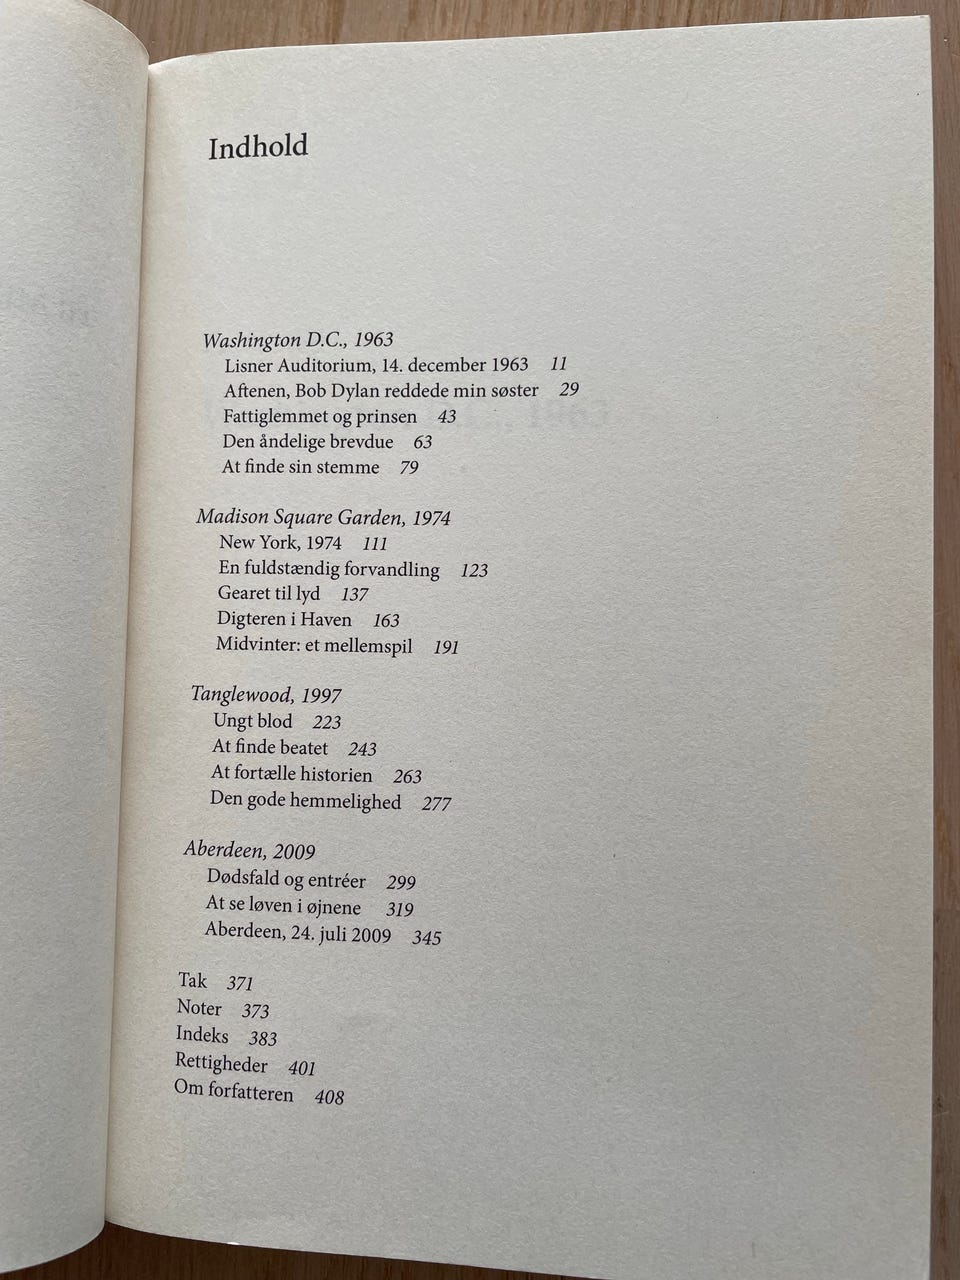 Indhold
Washington D.C., 1963
Lisner Auditorium, 14. december 1963 11
Aftenen, Bob Dylan reddede min søster 29
Fattiglemmet og prinsen 43
Den åndelige brevdue 63
At finde sin stemme 79
Madison Square Garden, 1974
New York, 1974 111
En fuldstændig forvandling 123
Gearet til lyd 137
Digteren i Haven 163
Midvinter: et mellemspil 191
Tanglewood, 1997
Ungt blod 223
At finde beatet 243
At fortælle historien 263
Den gode hemmelighed 277
Aberdeen, 2009
Dødsfald og entréer 299
At se løven i øjnene 319
Aberdeen, 24. juli 2009 345
Tak 371
Noter 373
Indeks 383
Rettigheder 401
Om forfatteren 408